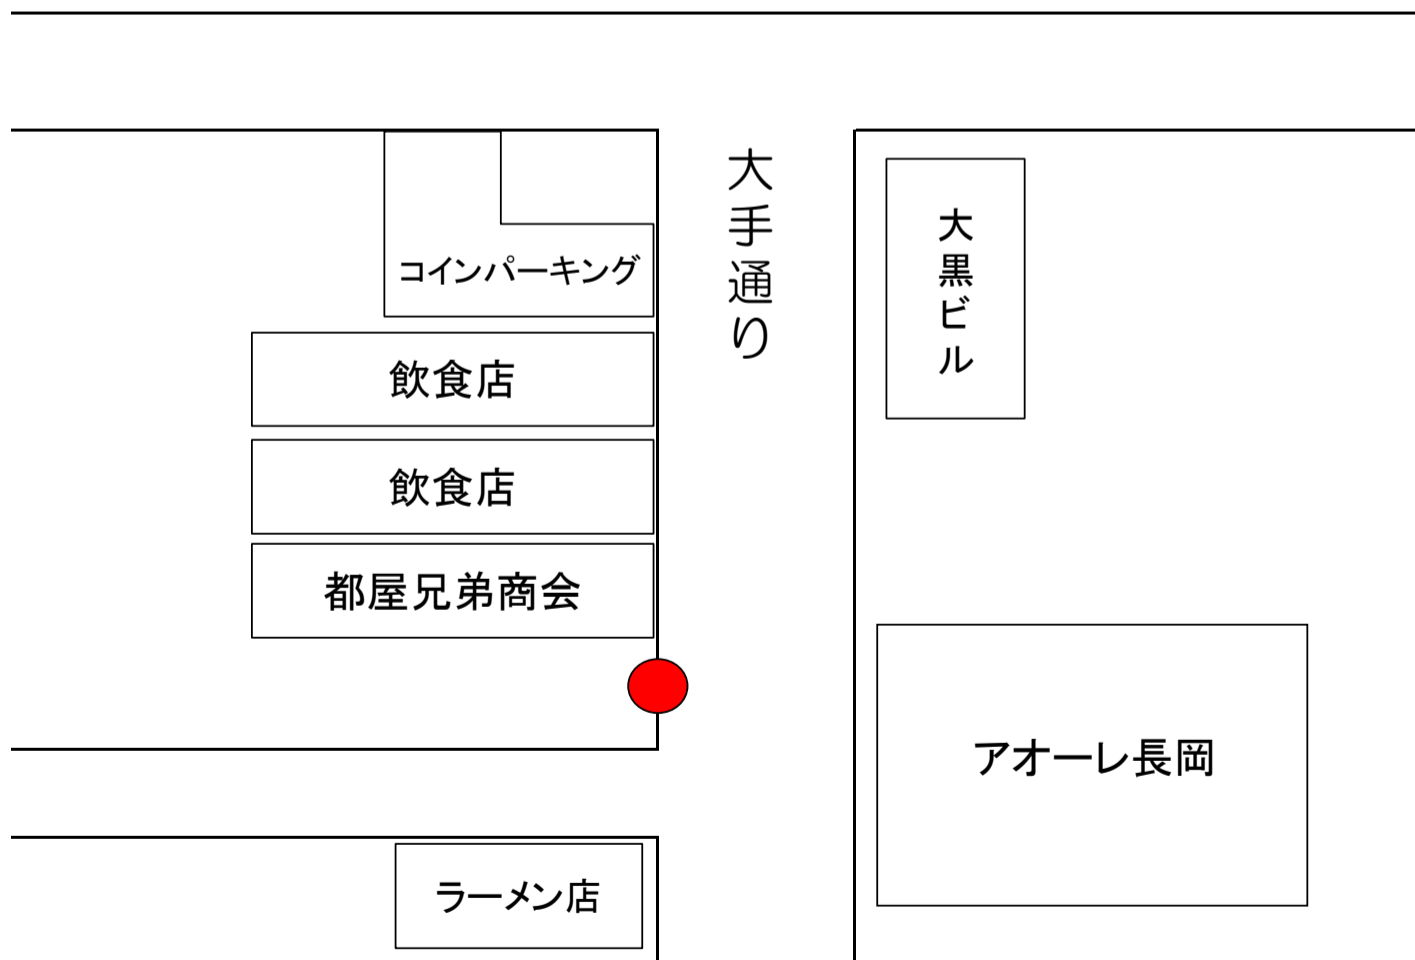 大手通り
大黒ビル
コインパーキング
飲食店
飲食店
都屋兄弟商会
アオーレ長岡
ラーメン店